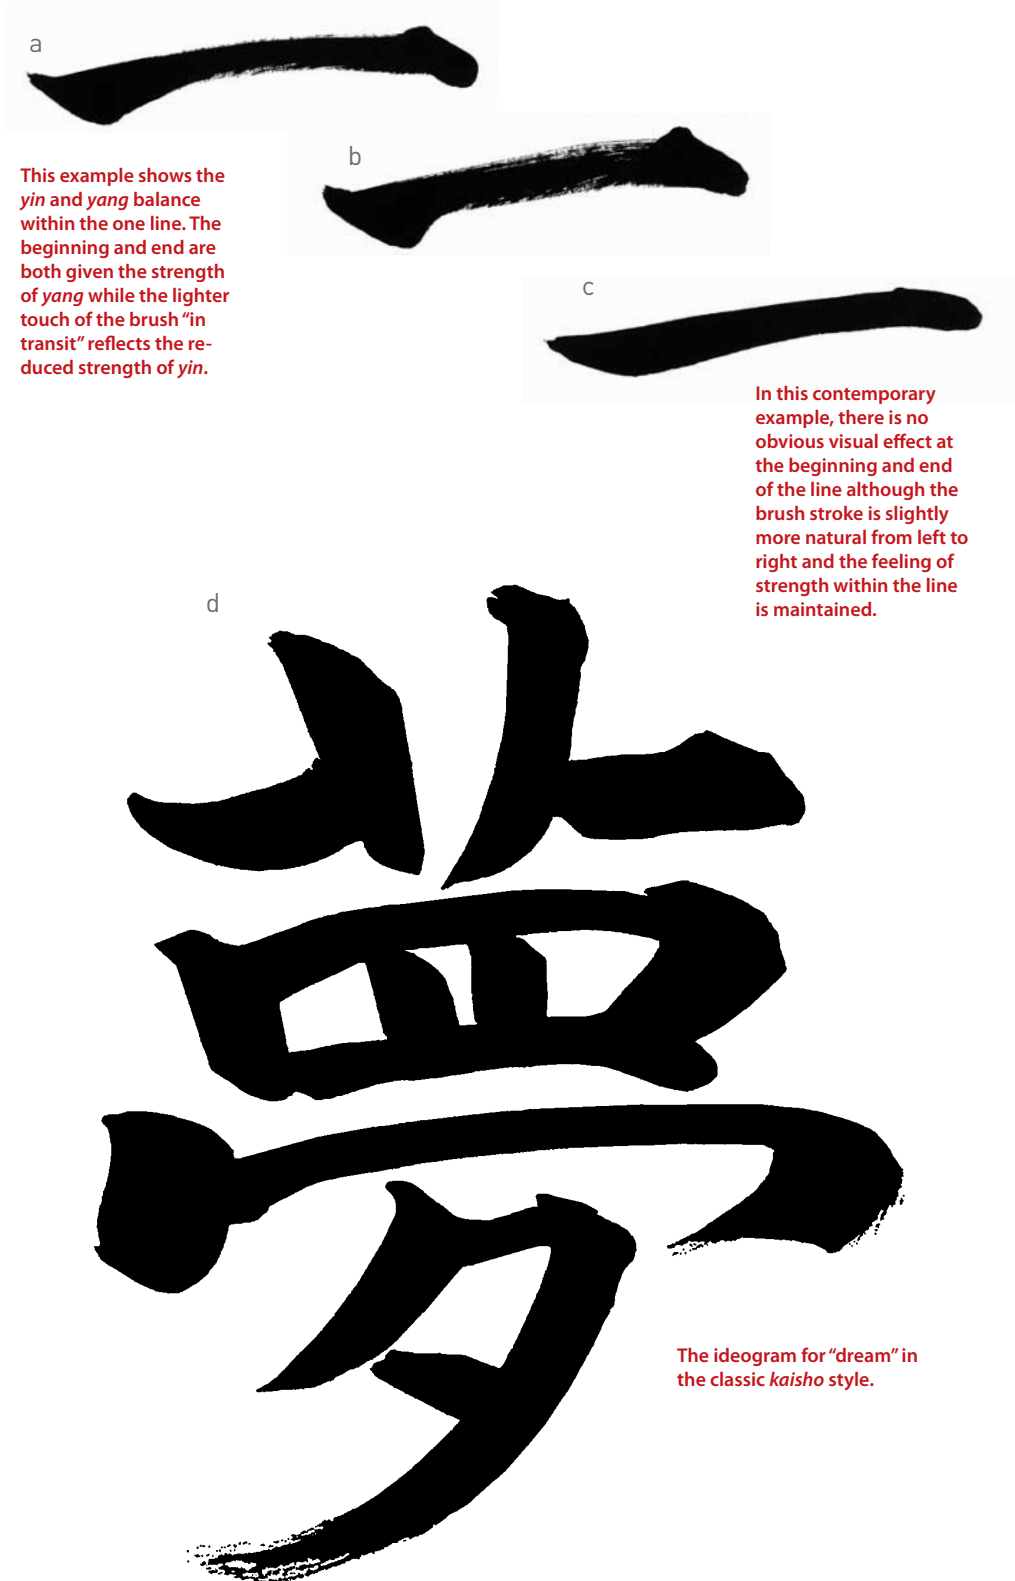 a
b
This example shows the
yin and yang balance
within the one line. The
beginning and end are
both given the strength
of yang while the lighter
touch of the brush “in
transit” reflects the re-
duced strength of yin.
c
In this contemporary
example, there is no
obvious visual effect at
the beginning and end
of the line although the
brush stroke is slightly
more natural from left to
right and the feeling of
strength within the line
is maintained.
d
夢
The ideogram for “dream” in
the classic kaisho style.